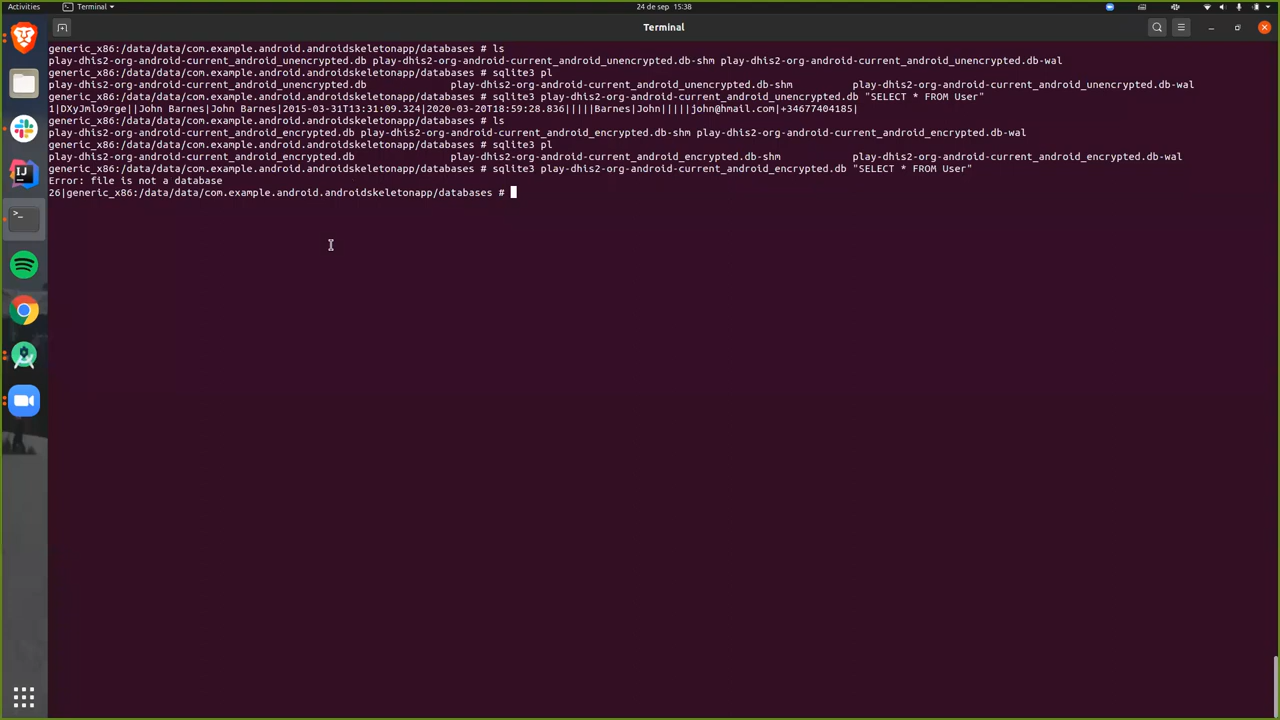 Activities
Terminal
24 de sep 15:38
Terminal
generic_x86:/data/data/com.example.android.androidskeletonapp/databases # ls
play-dhis2-org-android-current_android_unencrypted.db play-dhis2-org-android-current_android_unencrypted.db-shm play-dhis2-org-android-current_android_unencrypted.db-wal
generic_x86:/data/data/com.example.android.androidskeletonapp/databases # sqlite3 pl
play-dhis2-org-android-current_android_unencrypted.db play-dhis2-org-android-current_android_unencrypted.db-shm play-dhis2-org-android-current_android_unencrypted.db-wal
generic_x86:/data/data/com.example.android.androidskeletonapp/databases # sqlite3 play-dhis2-org-android-current_android_unencrypted.db "SELECT * FROM User"
1|DXyJmlo9rge||John Barnes|John Barnes|2015-03-31T13:31:09.324|2020-03-20T18:59:28.836|||||Barnes|John|||||john@hmail.com|+34677404185|
generic_x86:/data/data/com.example.android.androidskeletonapp/databases # ls
play-dhis2-org-android-current_android_encrypted.db play-dhis2-org-android-current_android_encrypted.db-shm play-dhis2-org-android-current_android_encrypted.db-wal
generic_x86:/data/data/com.example.android.androidskeletonapp/databases # sqlite3 pl
play-dhis2-org-android-current_android_encrypted.db play-dhis2-org-android-current_android_encrypted.db-shm play-dhis2-org-android-current_android_encrypted.db-wal
generic_x86:/data/data/com.example.android.androidskeletonapp/databases # sqlite3 play-dhis2-org-android-current_android_encrypted.db "SELECT * FROM User"
Error: file is not a database
26|generic_x86:/data/data/com.example.android.androidskeletonapp/databases #